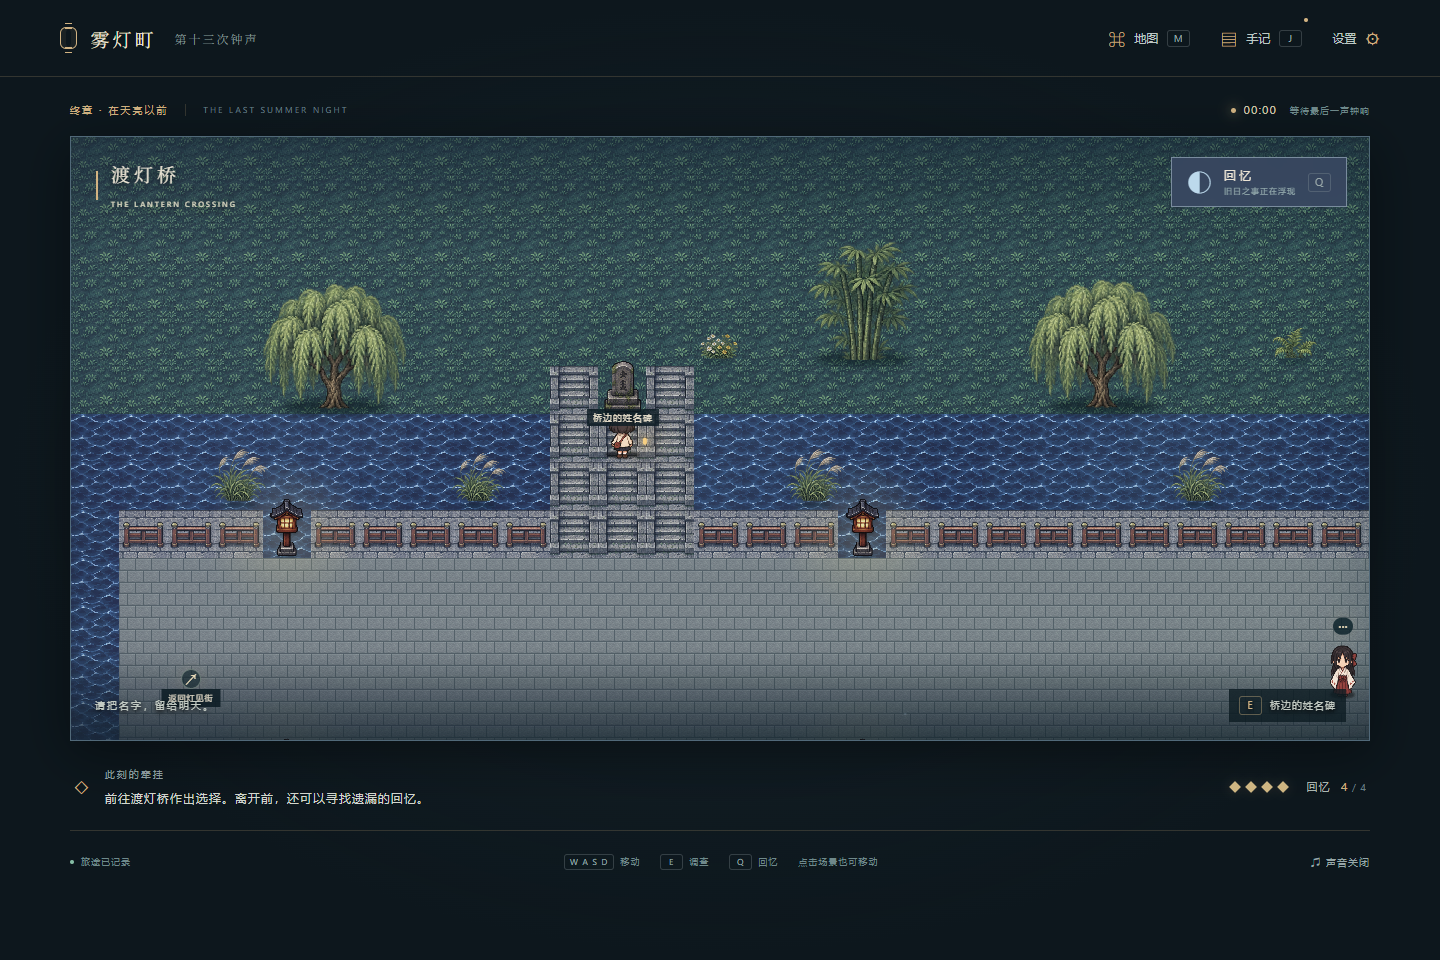 雾灯町 第十三次钟声
地图 M
手记 J
设置
终章 · 在天亮以前
THE LAST SUMMER NIGHT
00:00 等待最后一声钟响
渡灯桥
THE LANTERN CROSSING
回忆
旧日之事正在浮现
Q
桥边的姓名碑
返回灯见街
请把名字，留给明天。
E 桥边的姓名碑
此刻的牵挂
前往渡灯桥作出选择。离开前，还可以寻找遗漏的回忆。
回忆 4 / 4
旅途已记录
WASD 移动
E 调查
Q 回忆
点击场景也可移动
声音关闭